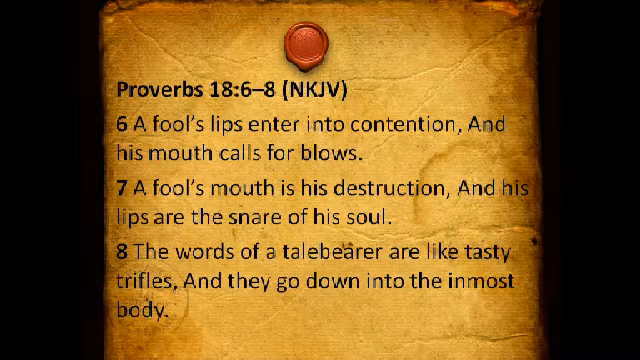 Proverbs 18:6–8 (NKJV)
6 A fool’s lips enter into contention, And
his mouth calls for blows.
7 A fool’s mouth is his destruction, And his
lips are the snare of his soul.
8 The words of a talebearer are like tasty
trifles, And they go down into the inmost
body.